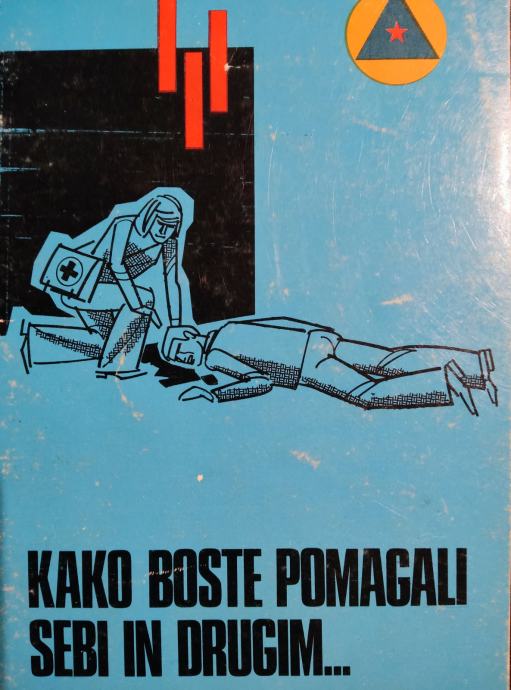 KAKO BOSTE POMAGALI
SEBI IN DRUGIM...